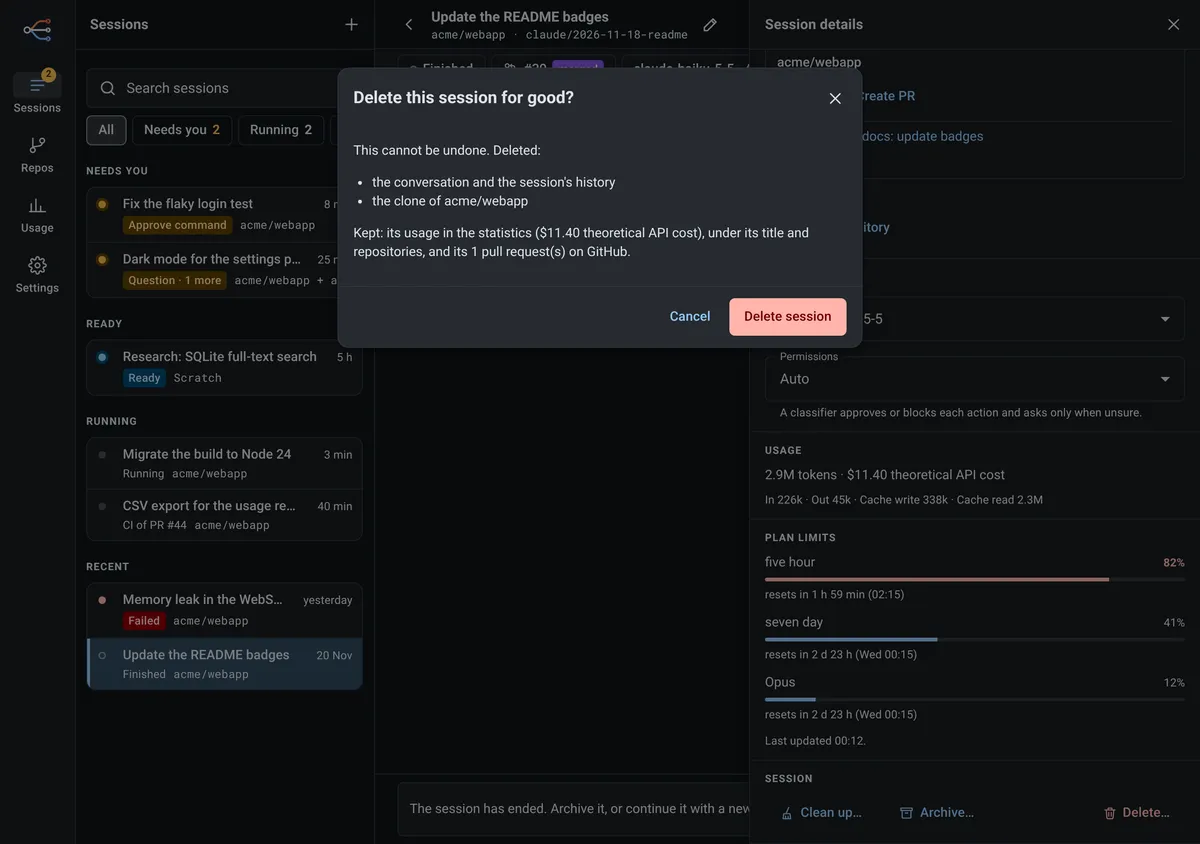 Sessions
2
Sessions
Repos
Usage
Settings
Search sessions
All
Needs you 2
Running 2
NEEDS YOU
Fix the flaky login test
8
Approve command
acme/webapp
Dark mode for the settings p…
25
Question · 1 more
acme/webapp + a
READY
Research: SQLite full-text search
5 h
Ready
Scratch
RUNNING
Migrate the build to Node 24
3 min
Running acme/webapp
CSV export for the usage re…
40 min
CI of PR #44 acme/webapp
RECENT
Memory leak in the WebS…
yesterday
Failed
acme/webapp
Update the README badges
20 Nov
Finished acme/webapp
Update the README badges
acme/webapp · claude/2026-11-18-readme
Finished
Delete this session for good?
This cannot be undone. Deleted:
• the conversation and the session's history
• the clone of acme/webapp
Kept: its usage in the statistics ($11.40 theoretical API cost), under its title and
repositories, and its 1 pull request(s) on GitHub.
Cancel
Delete session
The session has ended. Archive it, or continue it with a new
Session details
acme/webapp
Create PR
docs: update badges
itory
5-5
Permissions
Auto
A classifier approves or blocks each action and asks only when unsure.
USAGE
2.9M tokens · $11.40 theoretical API cost
In 226k · Out 45k · Cache write 338k · Cache read 2.3M
PLAN LIMITS
five hour
82%
resets in 1 h 59 min (02:15)
seven day
41%
resets in 2 d 23 h (Wed 00:15)
Opus
12%
resets in 2 d 23 h (Wed 00:15)
Last updated 00:12.
SESSION
Clean up…
Archive…
Delete…